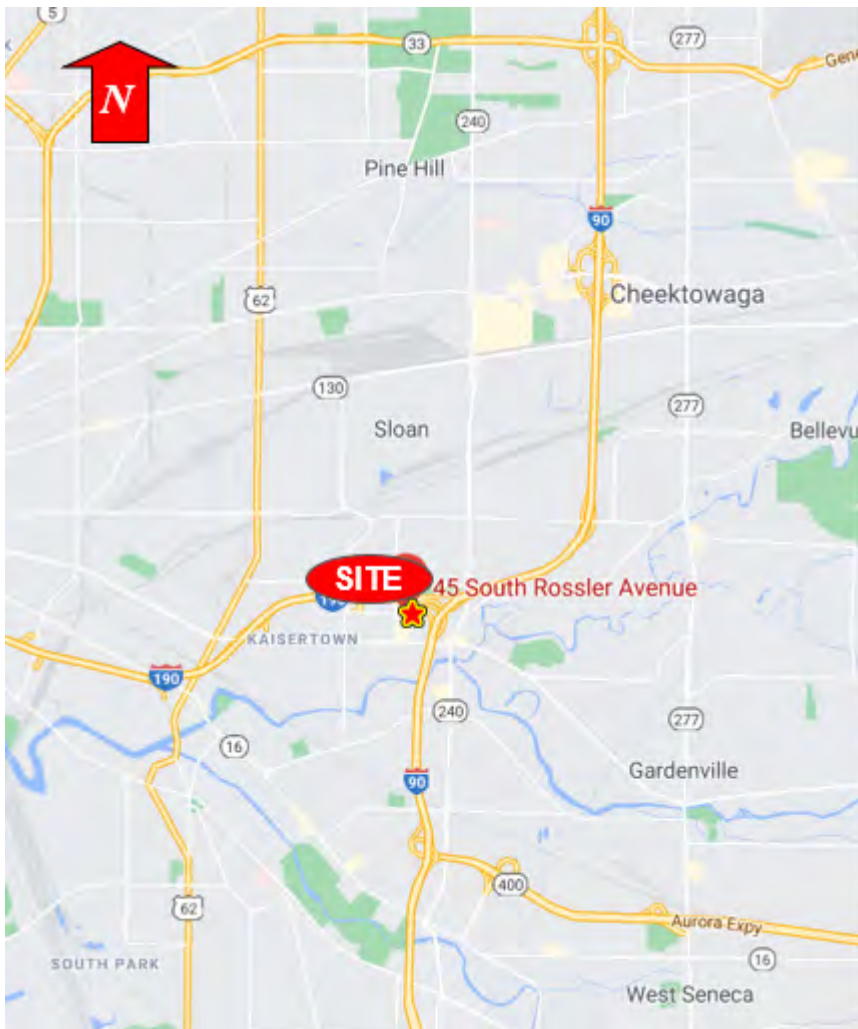 5
33
277
Gene
N
240
Pine Hill
90
62
Cheektowaga
130
277
Sloan
Bellevu
SITE
45 South Rossler Avenue
190
KAISERTOWN
190
240
277
16
Gardenville
90
400
62
Aurora Expy
16
SOUTH PARK
West Seneca